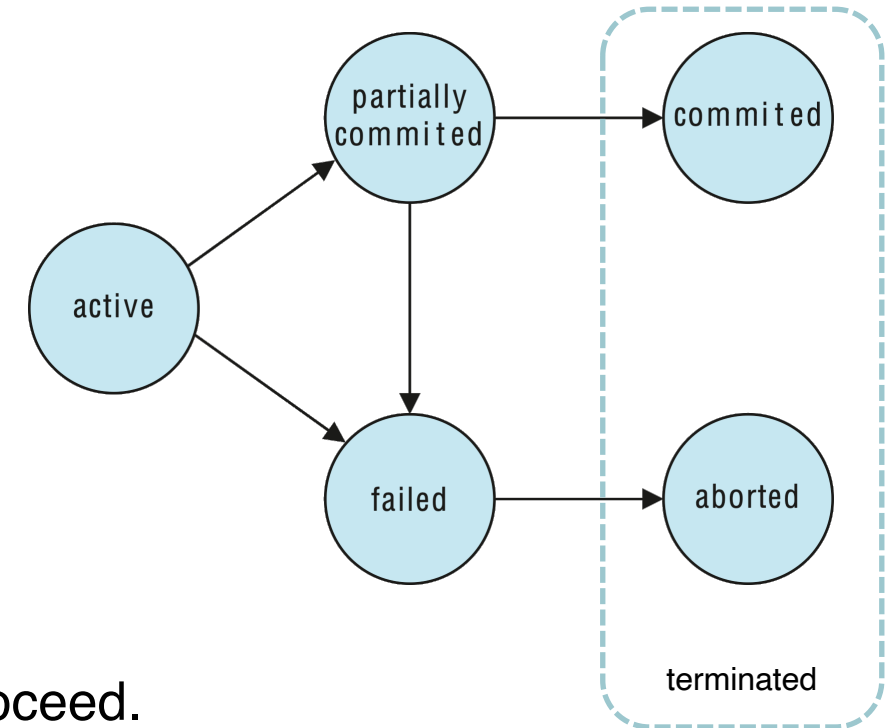 partially
commited
commited
active
failed
aborted
terminated
oceed.